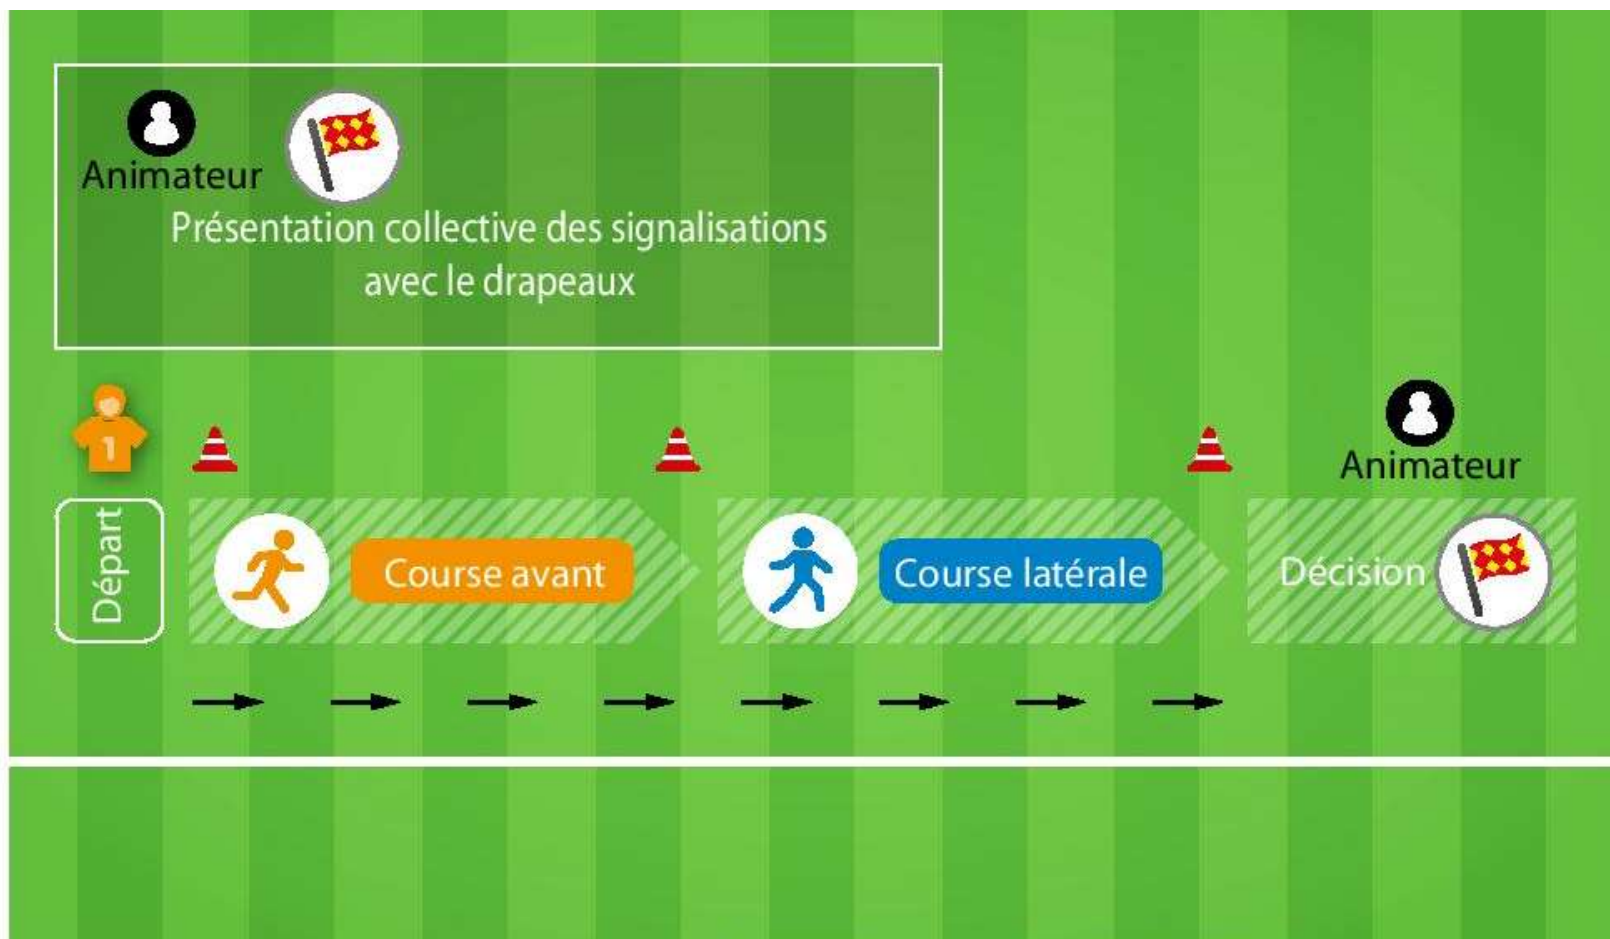 Animateur
Présentation collective des signalisations
avec le drapeaux
1
Animateur
Départ
Course avant
Course latérale
Décision